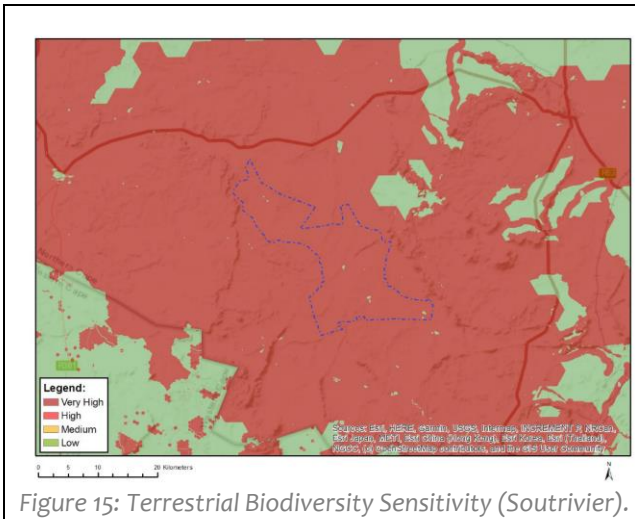 Northern Cape
Legend:
Very High
High
Medium
Low
Sources: Esri, HERE, Garmin, USGS, Intermap, INCREMENT P, NRCan,
Esri Japan, METI, Esri China (Hong Kong), Esri Korea, Esri (Thailand),
NGCC, (c) OpenStreetMap contributors, and the GIS User Community
0 5 10 20 Kilometers
N
Figure 15: Terrestrial Biodiversity Sensitivity (Soutrivier).